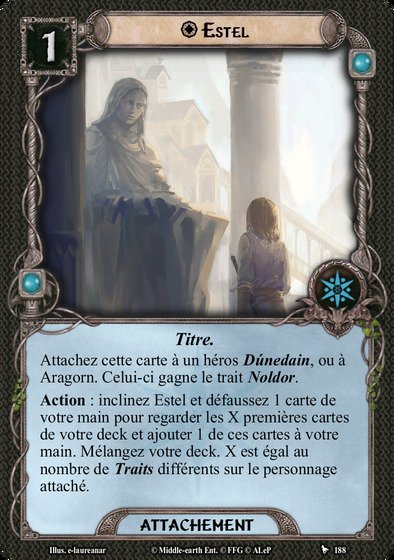 Estel
1
Titre.
Attachez cette carte à un héros Dúnedain, ou à
Aragorn. Celui-ci gagne le trait Noldor.
Action : inclinez Estel et défaussez 1 carte de
votre main pour regarder les X premières cartes
de votre deck et ajouter 1 de ces cartes à votre
main. Mélangez votre deck. X est égal au
nombre de Traits différents sur le personnage
attaché.
ATTACHEMENT
Illus. e-laureanar © Middle-earth Ent. © FFG © ALeP 188